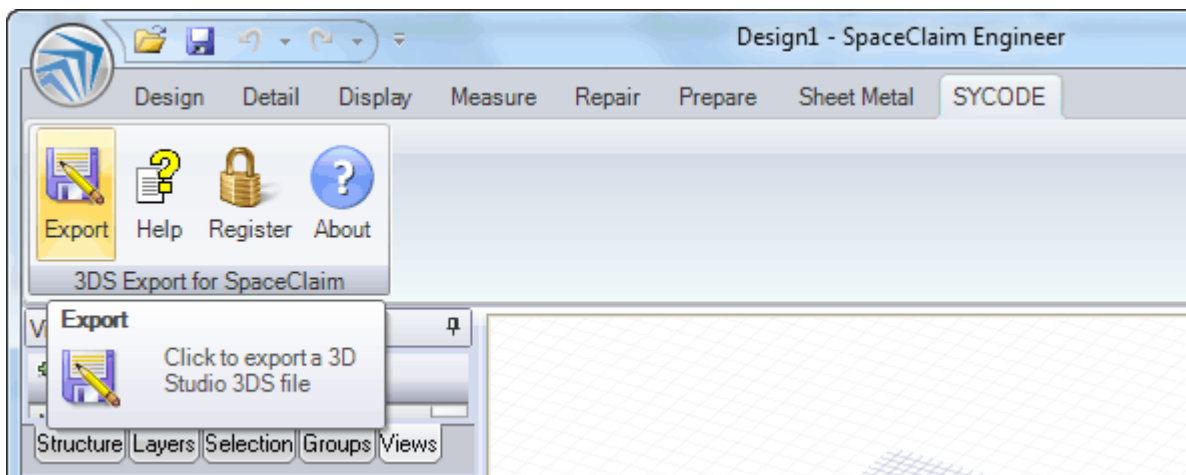 Design1 - SpaceClaim Engineer
Design Detail Display Measure Repair Prepare Sheet Metal SYCODE
Export Help Register About
3DS Export for SpaceClaim
Export
Click to export a 3D
Studio 3DS file
Structure Layers Selection Groups Views